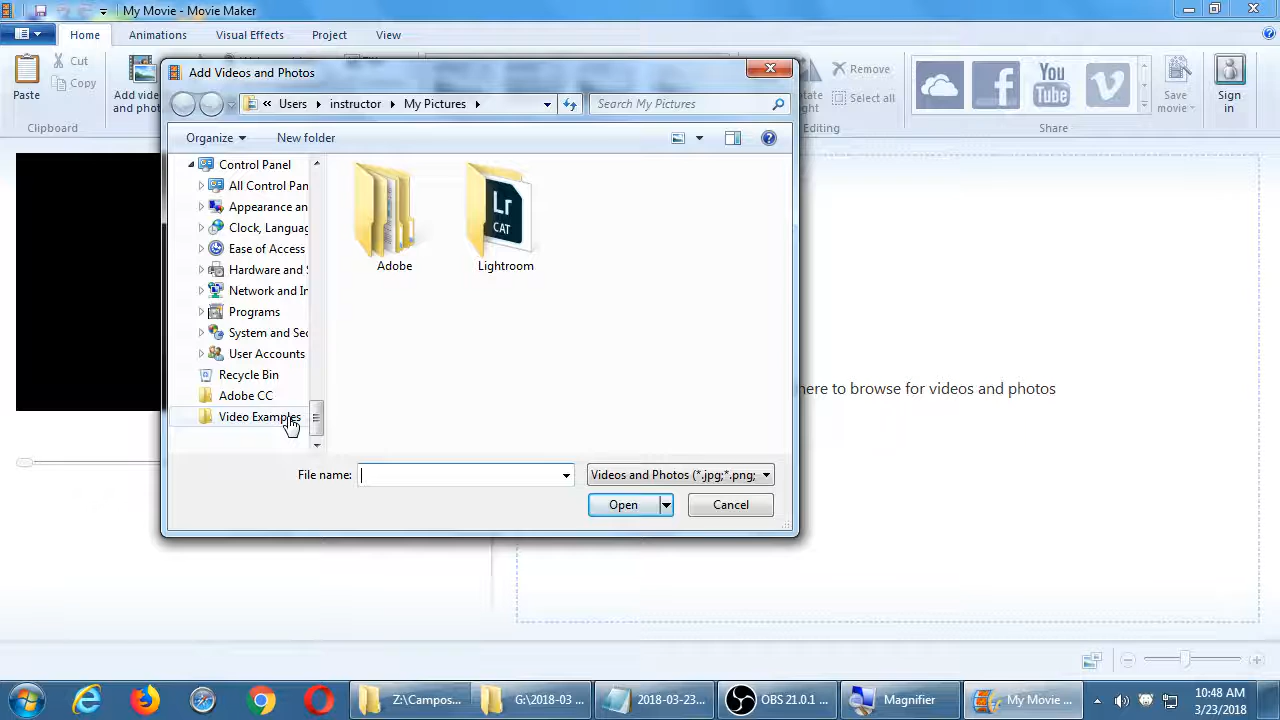 My Movie - Movie Maker
Home
Animations
Visual Effects
Project
View
Paste
Cut
Copy
Clipboard
Add videos
Remove
Select all
Editing
You
Tube
Share
Save
movie
Sign
in
Add Videos and Photos
Users
instructor
My Pictures
Search My Pictures
Organize
New folder
Control Panel
All Control Pan
Appearance an
Clock, Languag
Ease of Access
Hardware and S
Network and In
Programs
System and Sec
User Accounts
Recycle Bin
Adobe CC
Video Examples
Adobe
Lr
CAT
Lightroom
here to browse for videos and photos
File name:
Videos and Photos (*.jpg;*.png;
Open
Cancel
Z:\Campos...
G:\2018-03 ...
2018-03-23...
OBS 21.0.1 ...
Magnifier
My Movie ...
10:48 AM
3/23/2018